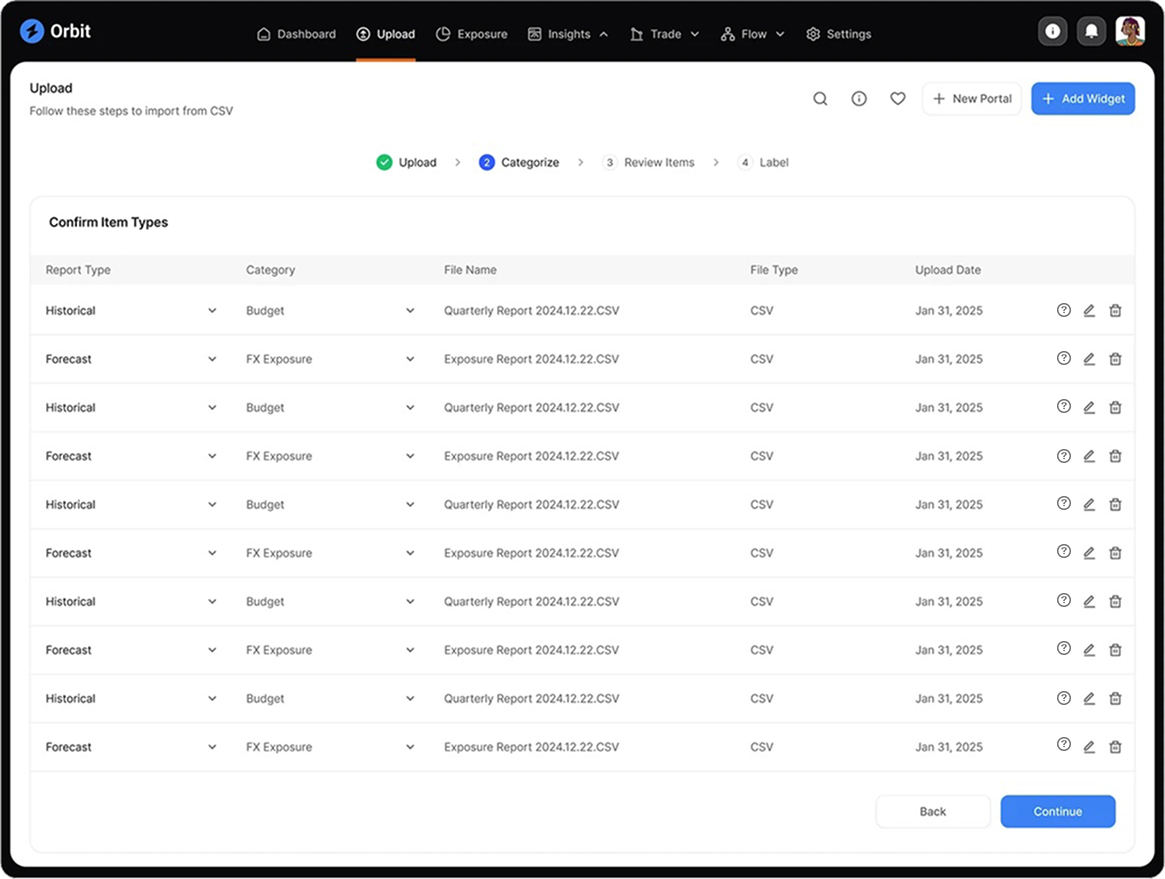 Orbit
Dashboard Upload Exposure Insights Trade Flow Settings
Upload
Follow these steps to import from CSV
New Portal Add Widget
Upload 2 Categorize 3 Review Items 4 Label
Confirm Item Types
Report Type Category File Name File Type Upload Date
Historical Budget Quarterly Report 2024.12.22.CSV CSV Jan 31, 2025
Forecast FX Exposure Exposure Report 2024.12.22.CSV CSV Jan 31, 2025
Historical Budget Quarterly Report 2024.12.22.CSV CSV Jan 31, 2025
Forecast FX Exposure Exposure Report 2024.12.22.CSV CSV Jan 31, 2025
Historical Budget Quarterly Report 2024.12.22.CSV CSV Jan 31, 2025
Forecast FX Exposure Exposure Report 2024.12.22.CSV CSV Jan 31, 2025
Historical Budget Quarterly Report 2024.12.22.CSV CSV Jan 31, 2025
Forecast FX Exposure Exposure Report 2024.12.22.CSV CSV Jan 31, 2025
Historical Budget Quarterly Report 2024.12.22.CSV CSV Jan 31, 2025
Forecast FX Exposure Exposure Report 2024.12.22.CSV CSV Jan 31, 2025
Back Continue